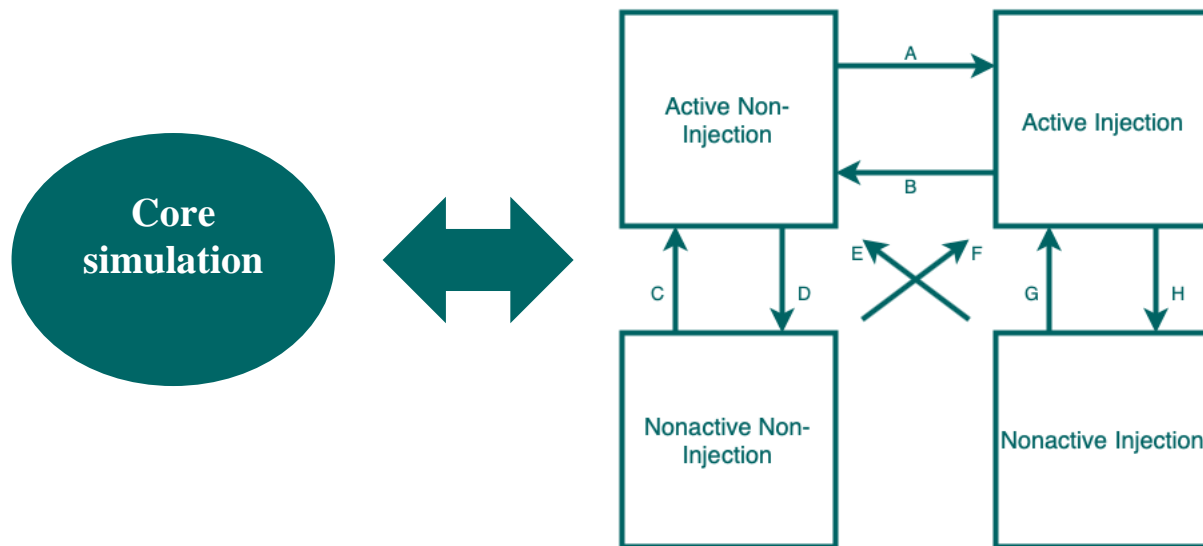 Core
simulation
Active Non-
Injection
A
Active Injection
B
C
D
E
F
G
H
Nonactive Non-
Injection
Nonactive Injection